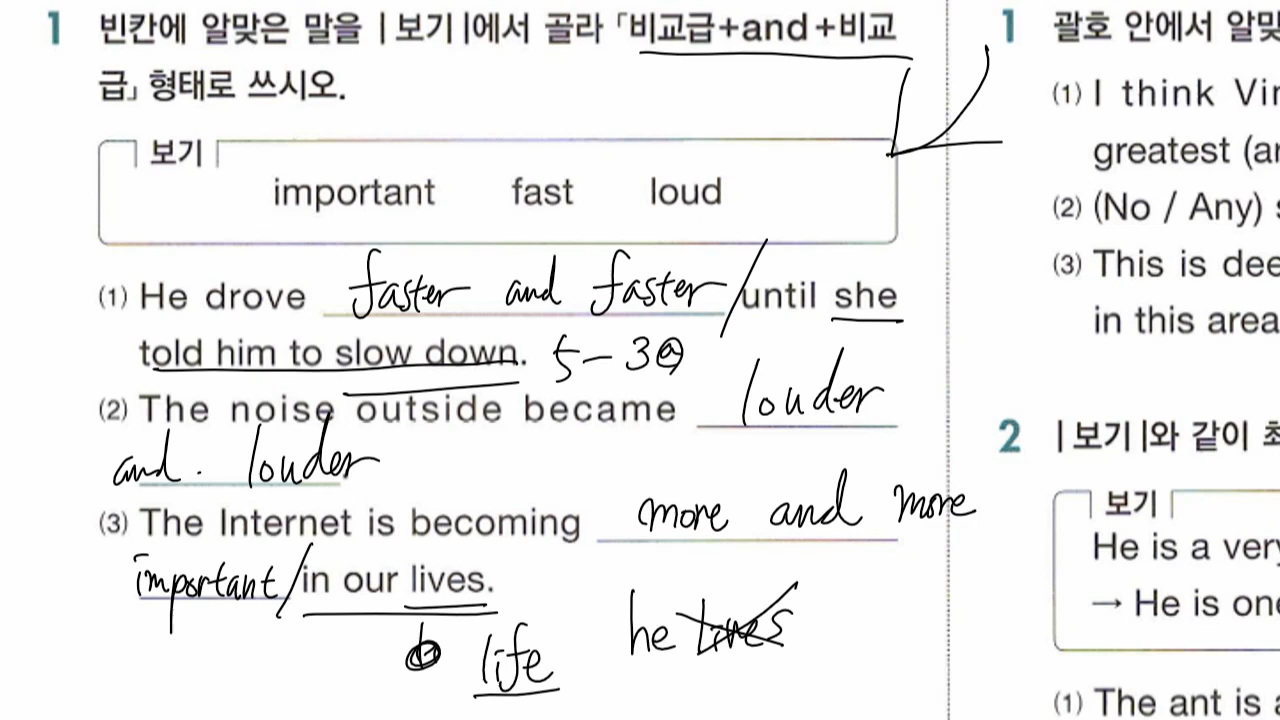 1 빈칸에 알맞은 말을 | 보기 |에서 골라 「비교급+and+비교
급」 형태로 쓰시오.
보기
important fast loud
(1) He drove faster and faster / until she
told him to slow down. 5-3
(2) The noise outside became louder
and. louder
(3) The Internet is becoming more and more
important / in our lives.
life he lives
1 괄호 안에서 알맞
(1) I think Vir
greatest (ar
(2) (No / Any) s
(3) This is dee
in this area
2 | 보기 |와 같이 최
보기
He is a very
→ He is one
(1) The ant is a